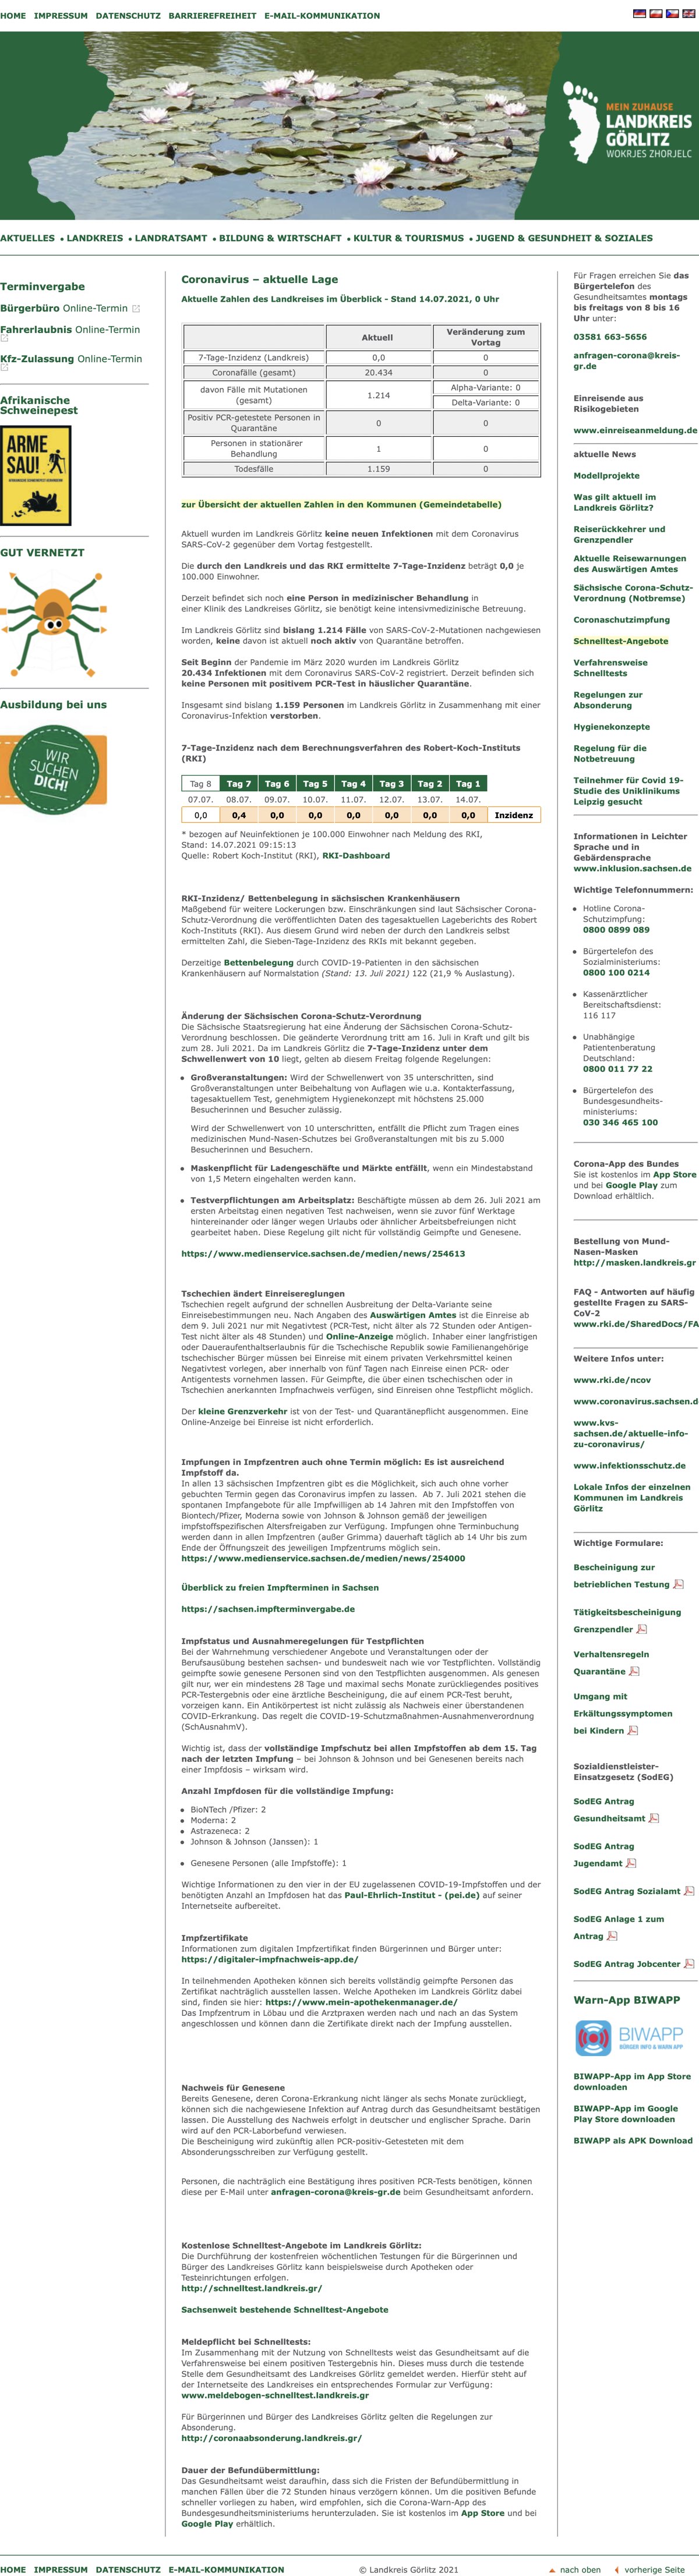 HOME IMPRESSUM DATENSCHUTZ BARRIEREFREIHEIT E-MAIL-KOMMUNIKATION
MEIN ZUHAUSE
LANDKREIS
GÖRLITZ
WOKRJES ZHORJELC
AKTUELLES • LANDKREIS • LANDRATSAMT • BILDUNG & WIRTSCHAFT • KULTUR & TOURISMUS • JUGEND & GESUNDHEIT & SOZIALES
Terminvergabe
Bürgerbüro Online-Termin
Fahrerlaubnis Online-Termin
Kfz-Zulassung Online-Termin
Afrikanische
Schweinepest
ARME
SAU!
GUT VERNETZT
Ausbildung bei uns
WIR
SUCHEN
DICH!
Coronavirus – aktuelle Lage
Aktuelle Zahlen des Landkreises im Überblick - Stand 14.07.2021, 0 Uhr
Aktuell Veränderung zum
Vortag
7-Tage-Inzidenz (Landkreis) 0,0 0
Coronafälle (gesamt) 20.434 0
davon Fälle mit Mutationen
(gesamt) 1.214 Alpha-Variante: 0
Delta-Variante: 0
Positiv PCR-getestete Personen in
Quarantäne 0 0
Personen in stationärer
Behandlung 1 0
Todesfälle 1.159 0
zur Übersicht der aktuellen Zahlen in den Kommunen (Gemeindetabelle)
Aktuell wurden im Landkreis Görlitz keine neuen Infektionen mit dem Coronavirus
SARS-CoV-2 gegenüber dem Vortag festgestellt.
Die durch den Landkreis und das RKI ermittelte 7-Tage-Inzidenz beträgt 0,0 je
100.000 Einwohner.
Derzeit befindet sich noch eine Person in medizinischer Behandlung in
einer Klinik des Landkreises Görlitz, sie benötigt keine intensivmedizinische Betreuung.
Im Landkreis Görlitz sind bislang 1.214 Fälle von SARS-CoV-2-Mutationen nachgewiesen
worden, keine davon ist aktuell noch aktiv von Quarantäne betroffen.
Seit Beginn der Pandemie im März 2020 wurden im Landkreis Görlitz
20.434 Infektionen mit dem Coronavirus SARS-CoV-2 registriert. Derzeit befinden sich
keine Personen mit positivem PCR-Test in häuslicher Quarantäne.
Insgesamt sind bislang 1.159 Personen im Landkreis Görlitz in Zusammenhang mit einer
Coronavirus-Infektion verstorben.
7-Tage-Inzidenz nach dem Berechnungsverfahren des Robert-Koch-Instituts
(RKI)
Tag 8 Tag 7 Tag 6 Tag 5 Tag 4 Tag 3 Tag 2 Tag 1
07.07. 08.07. 09.07. 10.07. 11.07. 12.07. 13.07. 14.07.
0,0 0,4 0,0 0,0 0,0 0,0 0,0 0,0 Inzidenz
* bezogen auf Neuinfektionen je 100.000 Einwohner nach Meldung des RKI,
Stand: 14.07.2021 09:15:13
Quelle: Robert Koch-Institut (RKI), RKI-Dashboard
RKI-Inzidenz/ Bettenbelegung in sächsischen Krankenhäusern
Maßgebend für weitere Lockerungen bzw. Einschränkungen sind laut Sächsischer Corona-
Schutz-Verordnung die veröffentlichten Daten des tagesaktuellen Lageberichts des Robert
Koch-Instituts (RKI). Aus diesem Grund wird neben der durch den Landkreis selbst
ermittelten Zahl, die Sieben-Tage-Inzidenz des RKIs mit bekannt gegeben.
Derzeitige Bettenbelegung durch COVID-19-Patienten in den sächsischen
Krankenhäusern auf Normalstation (Stand: 13. Juli 2021) 122 (21,9 % Auslastung).
Änderung der Sächsischen Corona-Schutz-Verordnung
Die Sächsische Staatsregierung hat eine Änderung der Sächsischen Corona-Schutz-
Verordnung beschlossen. Die geänderte Verordnung tritt am 16. Juli in Kraft und gilt bis
zum 28. Juli 2021. Da im Landkreis Görlitz die 7-Tage-Inzidenz unter dem
Schwellenwert von 10 liegt, gelten ab diesem Freitag folgende Regelungen:
• Großveranstaltungen: Wird der Schwellenwert von 35 unterschritten, sind
Großveranstaltungen unter Beibehaltung von Auflagen wie u.a. Kontakterfassung,
tagesaktuellem Test, genehmigtem Hygienekonzept mit höchstens 25.000
Besucherinnen und Besucher zulässig.
Wird der Schwellenwert von 10 unterschritten, entfällt die Pflicht zum Tragen eines
medizinischen Mund-Nasen-Schutzes bei Großveranstaltungen mit bis zu 5.000
Besucherinnen und Besuchern.
• Maskenpflicht für Ladengeschäfte und Märkte entfällt, wenn ein Mindestabstand
von 1,5 Metern eingehalten werden kann.
• Testverpflichtungen am Arbeitsplatz: Beschäftigte müssen ab dem 26. Juli 2021 am
ersten Arbeitstag einen negativen Test nachweisen, wenn sie zuvor fünf Werktage
hintereinander oder länger wegen Urlaubs oder ähnlicher Arbeitsbefreiungen nicht
gearbeitet haben. Diese Regelung gilt nicht für vollständig Geimpfte und Genesene.
https://www.medienservice.sachsen.de/medien/news/254613
Tschechien ändert Einreisereglungen
Tschechien regelt aufgrund der schnellen Ausbreitung der Delta-Variante seine
Einreisebestimmungen neu. Nach Angaben des Auswärtigen Amtes ist die Einreise ab
dem 9. Juli 2021 nur mit Negativtest (PCR-Test, nicht älter als 72 Stunden oder Antigen-
Test nicht älter als 48 Stunden) und Online-Anzeige möglich. Inhaber einer langfristigen
oder Daueraufenthaltserlaubnis für die Tschechische Republik sowie Familienangehörige
tschechischer Bürger müssen bei Einreise mit einem privaten Verkehrsmittel keinen
Negativtest vorlegen, aber innerhalb von fünf Tagen nach Einreise einen PCR- oder
Antigentests vornehmen lassen. Für Geimpfte, die über einen tschechischen oder in
Tschechien anerkannten Impfnachweis verfügen, sind Einreisen ohne Testpflicht möglich.
Der kleine Grenzverkehr ist von der Test- und Quarantänepflicht ausgenommen. Eine
Online-Anzeige bei Einreise ist nicht erforderlich.
Impfungen in Impfzentren auch ohne Termin möglich: Es ist ausreichend
Impfstoff da.
In allen 13 sächsischen Impfzentren gibt es die Möglichkeit, sich auch ohne vorher
gebuchten Termin gegen das Coronavirus impfen zu lassen. Ab 7. Juli 2021 stehen die
spontanen Impfangebote für alle Impfwilligen ab 14 Jahren mit den Impfstoffen von
Biontech/Pfizer, Moderna sowie von Johnson & Johnson gemäß der jeweiligen
impfstoffspezifischen Altersfreigaben zur Verfügung. Impfungen ohne Terminbuchung
werden dann in allen Impfzentren (außer Grimma) dauerhaft täglich ab 14 Uhr bis zum
Ende der Öffnungszeit des jeweiligen Impfzentrums möglich sein.
https://www.medienservice.sachsen.de/medien/news/254000
Überblick zu freien Impfterminen in Sachsen
https://sachsen.impfterminvergabe.de
Impfstatus und Ausnahmeregelungen für Testpflichten
Bei der Wahrnehmung verschiedener Angebote und Veranstaltungen oder der
Berufsausübung bestehen sachsen- und bundesweit nach wie vor Testpflichten. Vollständig
geimpfte sowie genesene Personen sind von den Testpflichten ausgenommen. Als genesen
gilt nur, wer ein mindestens 28 Tage und maximal sechs Monate zurückliegendes positives
PCR-Testergebnis oder eine ärztliche Bescheinigung, die auf einem PCR-Test beruht,
vorzeigen kann. Ein Antikörpertest ist nicht zulässig als Nachweis einer überstandenen
COVID-Erkrankung. Das regelt die COVID-19-Schutzmaßnahmen-Ausnahmenverordnung
(SchAusnahmV).
Wichtig ist, dass der vollständige Impfschutz bei allen Impfstoffen ab dem 15. Tag
nach der letzten Impfung – bei Johnson & Johnson und bei Genesenen bereits nach
einer Impfdosis – wirksam wird.
Anzahl Impfdosen für die vollständige Impfung:
• BioNTech /Pfizer: 2
• Moderna: 2
• Astrazeneca: 2
• Johnson & Johnson (Janssen): 1
• Genesene Personen (alle Impfstoffe): 1
Wichtige Informationen zu den vier in der EU zugelassenen COVID-19-Impfstoffen und der
benötigten Anzahl an Impfdosen hat das Paul-Ehrlich-Institut - (pei.de) auf seiner
Internetseite aufbereitet.
Impfzertifikate
Informationen zum digitalen Impfzertifikat finden Bürgerinnen und Bürger unter:
https://digitaler-impfnachweis-app.de/
In teilnehmenden Apotheken können sich bereits vollständig geimpfte Personen das
Zertifikat nachträglich ausstellen lassen. Welche Apotheken im Landkreis Görlitz dabei
sind, finden sie hier: https://www.mein-apothekenmanager.de/
Das Impfzentrum in Löbau und die Arztpraxen werden nach und nach an das System
angeschlossen und können dann die Zertifikate direkt nach der Impfung ausstellen.
Nachweis für Genesene
Bereits Genesene, deren Corona-Erkrankung nicht länger als sechs Monate zurückliegt,
können sich die nachgewiesene Infektion auf Antrag durch das Gesundheitsamt bestätigen
lassen. Die Ausstellung des Nachweis erfolgt in deutscher und englischer Sprache. Darin
wird auf den PCR-Laborbefund verwiesen.
Die Bescheinigung wird zukünftig allen PCR-positiv-Getesteten mit dem
Absonderungsschreiben zur Verfügung gestellt.
Personen, die nachträglich eine Bestätigung ihres positiven PCR-Tests benötigen, können
diese per E-Mail unter anfragen-corona@kreis-gr.de beim Gesundheitsamt anfordern.
Kostenlose Schnelltest-Angebote im Landkreis Görlitz:
Die Durchführung der kostenfreien wöchentlichen Testungen für die Bürgerinnen und
Bürger des Landkreises Görlitz kann beispielsweise durch Apotheken oder
Testeinrichtungen erfolgen.
http://schnelltest.landkreis.gr/
Sachsenweit bestehende Schnelltest-Angebote
Meldepflicht bei Schnelltests:
Im Zusammenhang mit der Nutzung von Schnelltests weist das Gesundheitsamt auf die
Verfahrensweise bei einem positiven Testergebnis hin. Dieses muss durch die testende
Stelle dem Gesundheitsamt des Landkreises Görlitz gemeldet werden. Hierfür steht auf
der Internetseite des Landkreises ein entsprechendes Formular zur Verfügung:
www.meldebogen-schnelltest.landkreis.gr
Für Bürgerinnen und Bürger des Landkreises Görlitz gelten die Regelungen zur
Absonderung.
http://coronaabsonderung.landkreis.gr/
Dauer der Befundübermittlung:
Das Gesundheitsamt weist daraufhin, dass sich die Fristen der Befundübermittlung in
manchen Fällen über die 72 Stunden hinaus verzögern können. Um die positiven Befunde
schneller vorliegen zu haben, wird empfohlen, sich die Corona-Warn-App des
Bundesgesundheitsministeriums herunterzuladen. Sie ist kostenlos im App Store und bei
Google Play erhältlich.
Für Fragen erreichen Sie das
Bürgertelefon des
Gesundheitsamtes montags
bis freitags von 8 bis 16
Uhr unter:
03581 663-5656
anfragen-corona@kreis-
gr.de
Einreisende aus
Risikogebieten
www.einreiseanmeldung.de
aktuelle News
Modellprojekte
Was gilt aktuell im
Landkreis Görlitz?
Reiserückkehrer und
Grenzpendler
Aktuelle Reisewarnungen
des Auswärtigen Amtes
Sächsische Corona-Schutz-
Verordnung (Notbremse)
Coronaschutzimpfung
Schnelltest-Angebote
Verfahrensweise
Schnelltests
Regelungen zur
Absonderung
Hygienekonzepte
Regelung für die
Notbetreuung
Teilnehmer für Covid 19-
Studie des Uniklinikums
Leipzig gesucht
Informationen in Leichter
Sprache und in
Gebärdensprache
www.inklusion.sachsen.de
Wichtige Telefonnummern:
• Hotline Corona-
Schutzimpfung:
0800 0899 089
• Bürgertelefon des
Sozialministeriums:
0800 100 0214
• Kassenärztlicher
Bereitschaftsdienst:
116 117
• Unabhängige
Patientenberatung
Deutschland:
0800 011 77 22
• Bürgertelefon des
Bundesgesundheits-
ministeriums:
030 346 465 100
Corona-App des Bundes
Sie ist kostenlos im App Store
und bei Google Play zum
Download erhältlich.
Bestellung von Mund-
Nasen-Masken
http://masken.landkreis.gr
FAQ - Antworten auf häufig
gestellte Fragen zu SARS-
CoV-2
www.rki.de/SharedDocs/FA
Weitere Infos unter:
www.rki.de/ncov
www.coronavirus.sachsen.d
www.kvs-
sachsen.de/aktuelle-info-
zu-coronavirus/
www.infektionsschutz.de
Lokale Infos der einzelnen
Kommunen im Landkreis
Görlitz
Wichtige Formulare:
Bescheinigung zur
betrieblichen Testung
Tätigkeitsbescheinigung
Grenzpendler
Verhaltensregeln
Quarantäne
Umgang mit
Erkältungssymptomen
bei Kindern
Sozialdienstleister-
Einsatzgesetz (SodEG)
SodEG Antrag
Gesundheitsamt
SodEG Antrag
Jugendamt
SodEG Antrag Sozialamt
SodEG Anlage 1 zum
Antrag
SodEG Antrag Jobcenter
Warn-App BIWAPP
BIWAPP
BÜRGER INFO & WARN APP
BIWAPP-App im App Store
downloaden
BIWAPP-App im Google
Play Store downloaden
BIWAPP als APK Download
HOME IMPRESSUM DATENSCHUTZ E-MAIL-KOMMUNIKATION © Landkreis Görlitz 2021 nach oben vorherige Seite